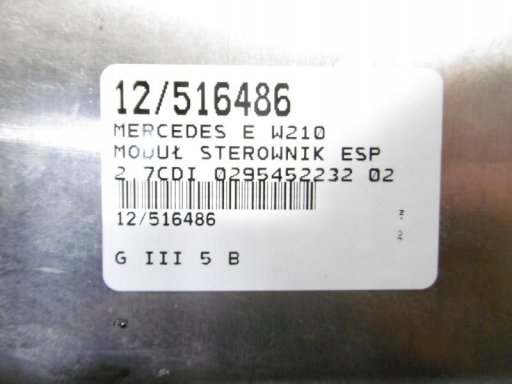 12/516486
MERCEDES E W210
MODUŁ STEROWNIK ESP
2.7CDI 0295452232 02
12/516486
G III 5 B